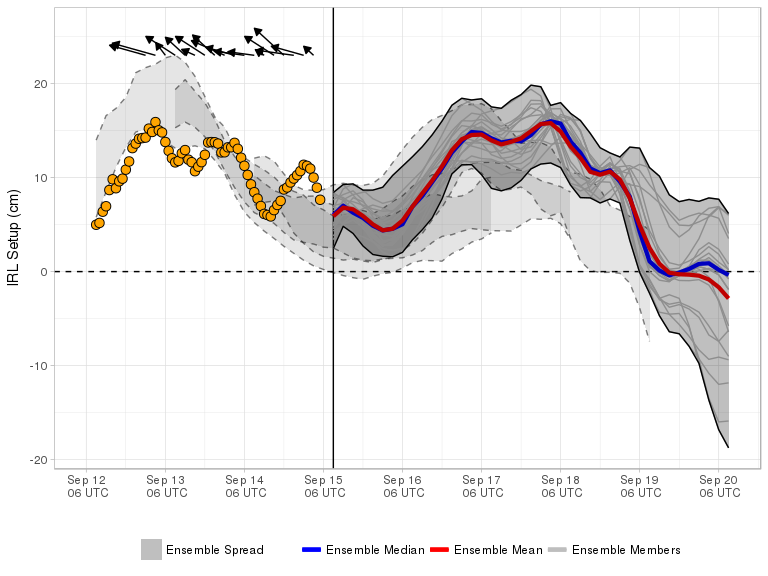 IRL Setup (cm)
20
10
0
-10
-20
Sep 12 Sep 13 Sep 14 Sep 15 Sep 16 Sep 17 Sep 18 Sep 19 Sep 20
06 UTC 06 UTC 06 UTC 06 UTC 06 UTC 06 UTC 06 UTC 06 UTC 06 UTC
Ensemble Spread Ensemble Median Ensemble Mean Ensemble Members